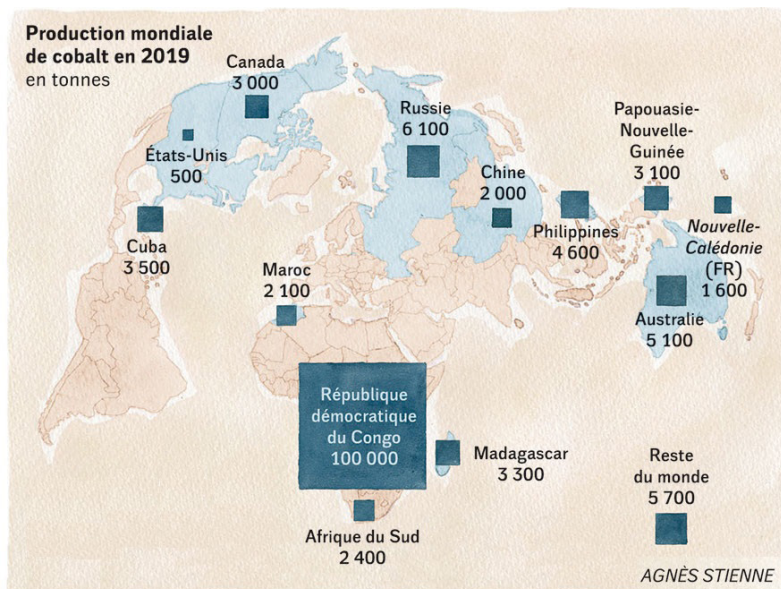 Production mondiale
de cobalt en 2019
en tonnes
Canada
3 000
États-Unis
500
Cuba
3 500
Russie
6 100
Chine
2 000
Philippines
4 600
Papouasie-
Nouvelle-
Guinée
3 100
Nouvelle-
Calédonie
(FR)
1 600
Australie
5 100
Maroc
2 100
République
démocratique
du Congo
100 000
Madagascar
3 300
Afrique du Sud
2 400
Reste
du monde
5 700
AGNÈS STIENNE